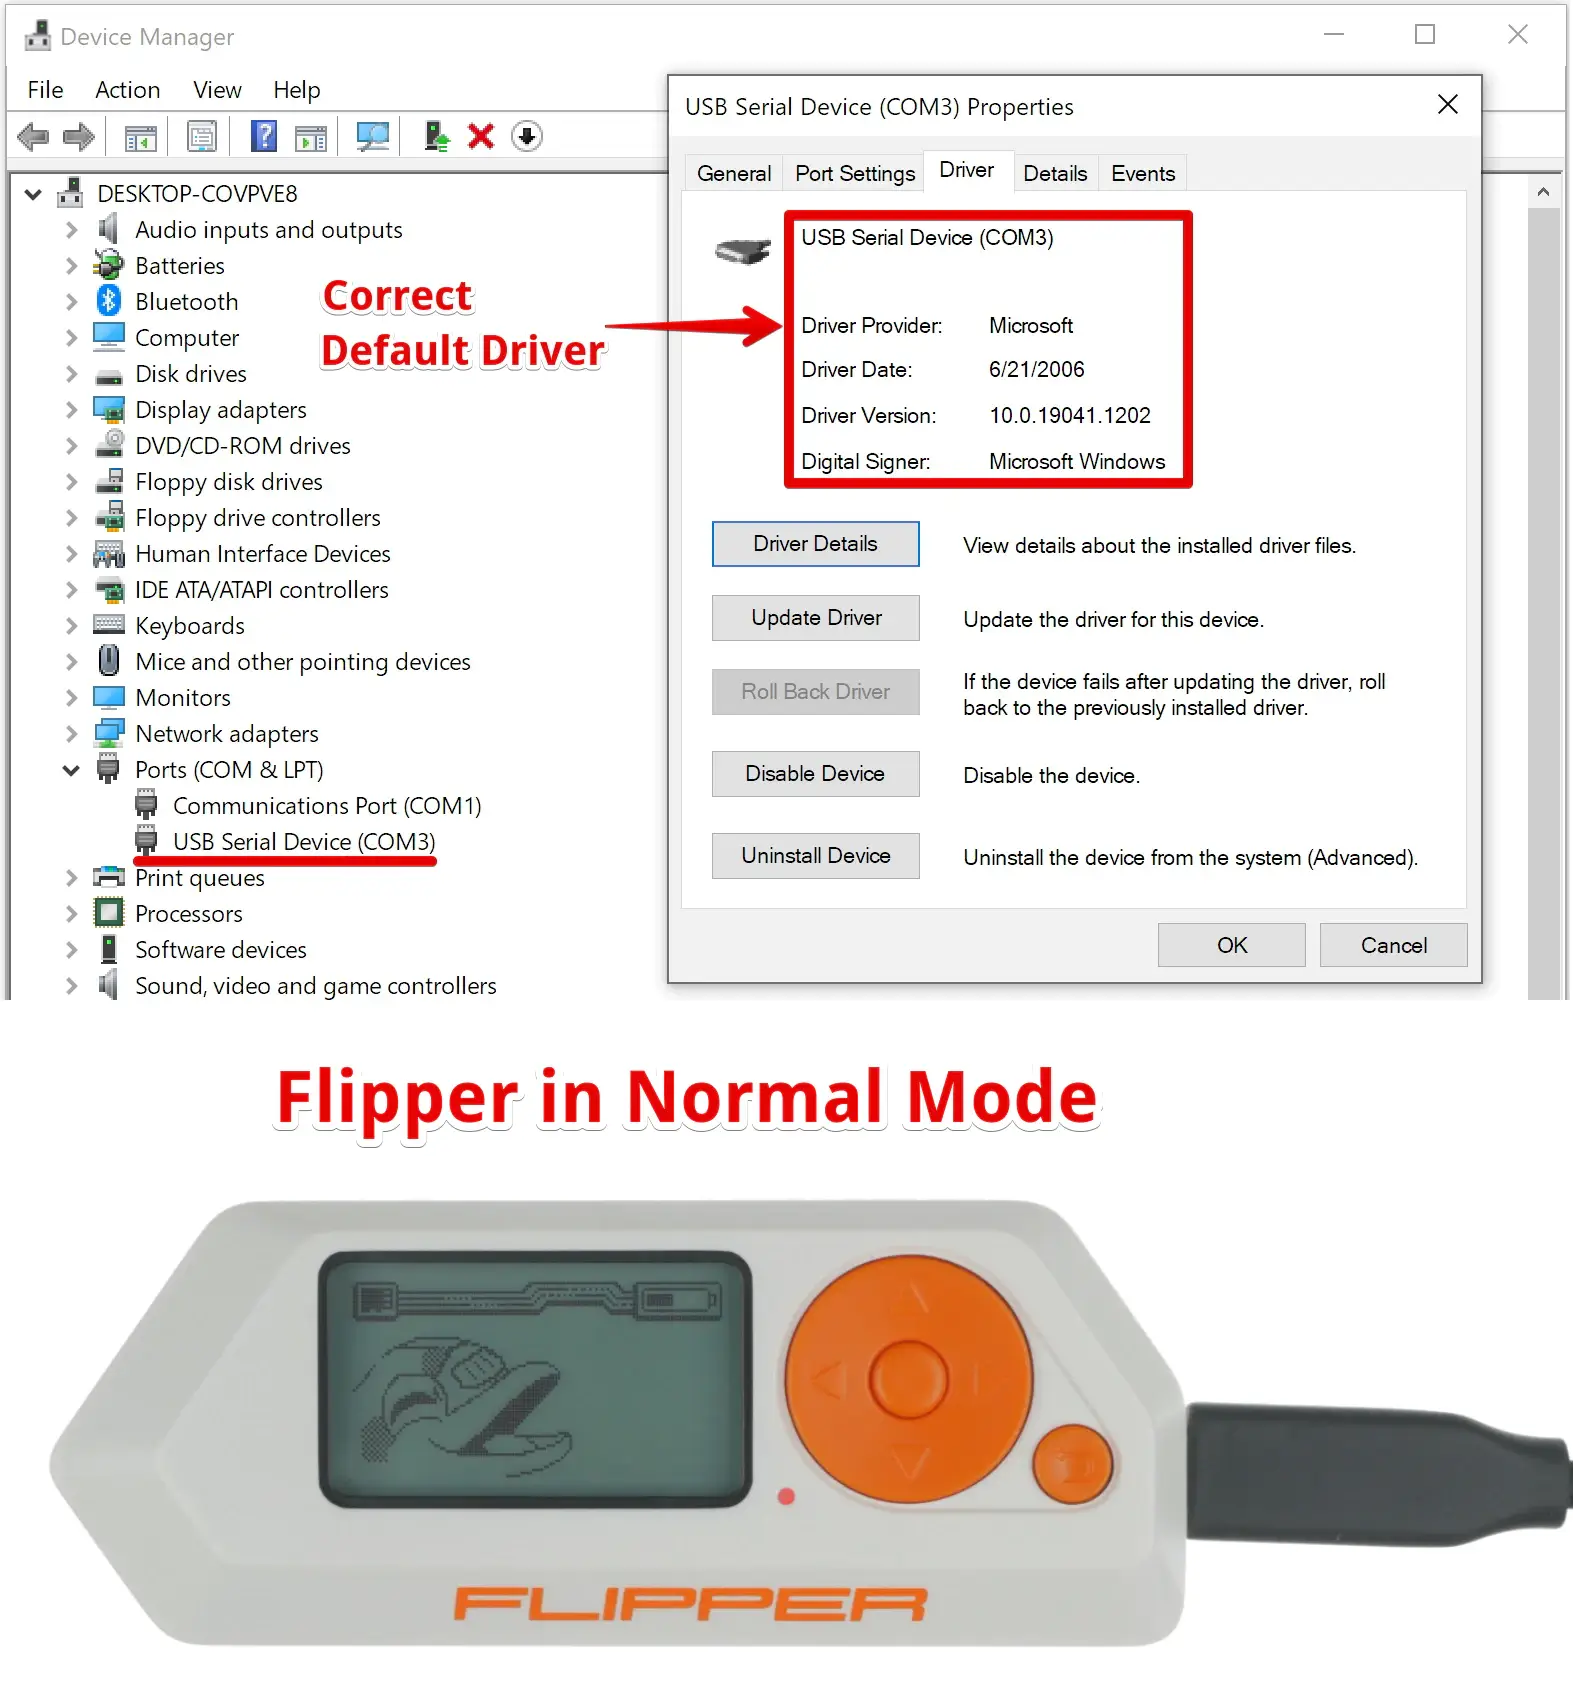 Device Manager
File Action View Help
DESKTOP-COVPVE8
Audio inputs and outputs
Batteries
Bluetooth
Computer
Disk drives
Display adapters
DVD/CD-ROM drives
Floppy disk drives
Floppy drive controllers
Human Interface Devices
IDE ATA/ATAPI controllers
Keyboards
Mice and other pointing devices
Monitors
Network adapters
Ports (COM & LPT)
Communications Port (COM1)
USB Serial Device (COM3)
Print queues
Processors
Software devices
Sound, video and game controllers
Correct
Default Driver
USB Serial Device (COM3) Properties
General Port Settings Driver Details Events
USB Serial Device (COM3)
Driver Provider: Microsoft
Driver Date: 6/21/2006
Driver Version: 10.0.19041.1202
Digital Signer: Microsoft Windows
Driver Details View details about the installed driver files.
Update Driver Update the driver for this device.
Roll Back Driver If the device fails after updating the driver, roll
back to the previously installed driver.
Disable Device Disable the device.
Uninstall Device Uninstall the device from the system (Advanced).
OK Cancel
Flipper in Normal Mode
FLIPPER